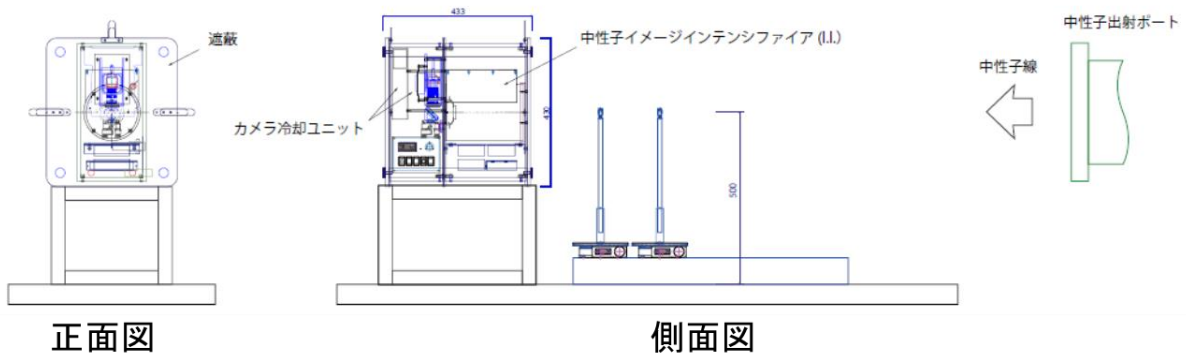 433
中性子出射ポート
遮蔽
中性子イメージインテンシファイア (I.I.)
中性子線
カメラ冷却ユニット
430
500
正面図
側面図